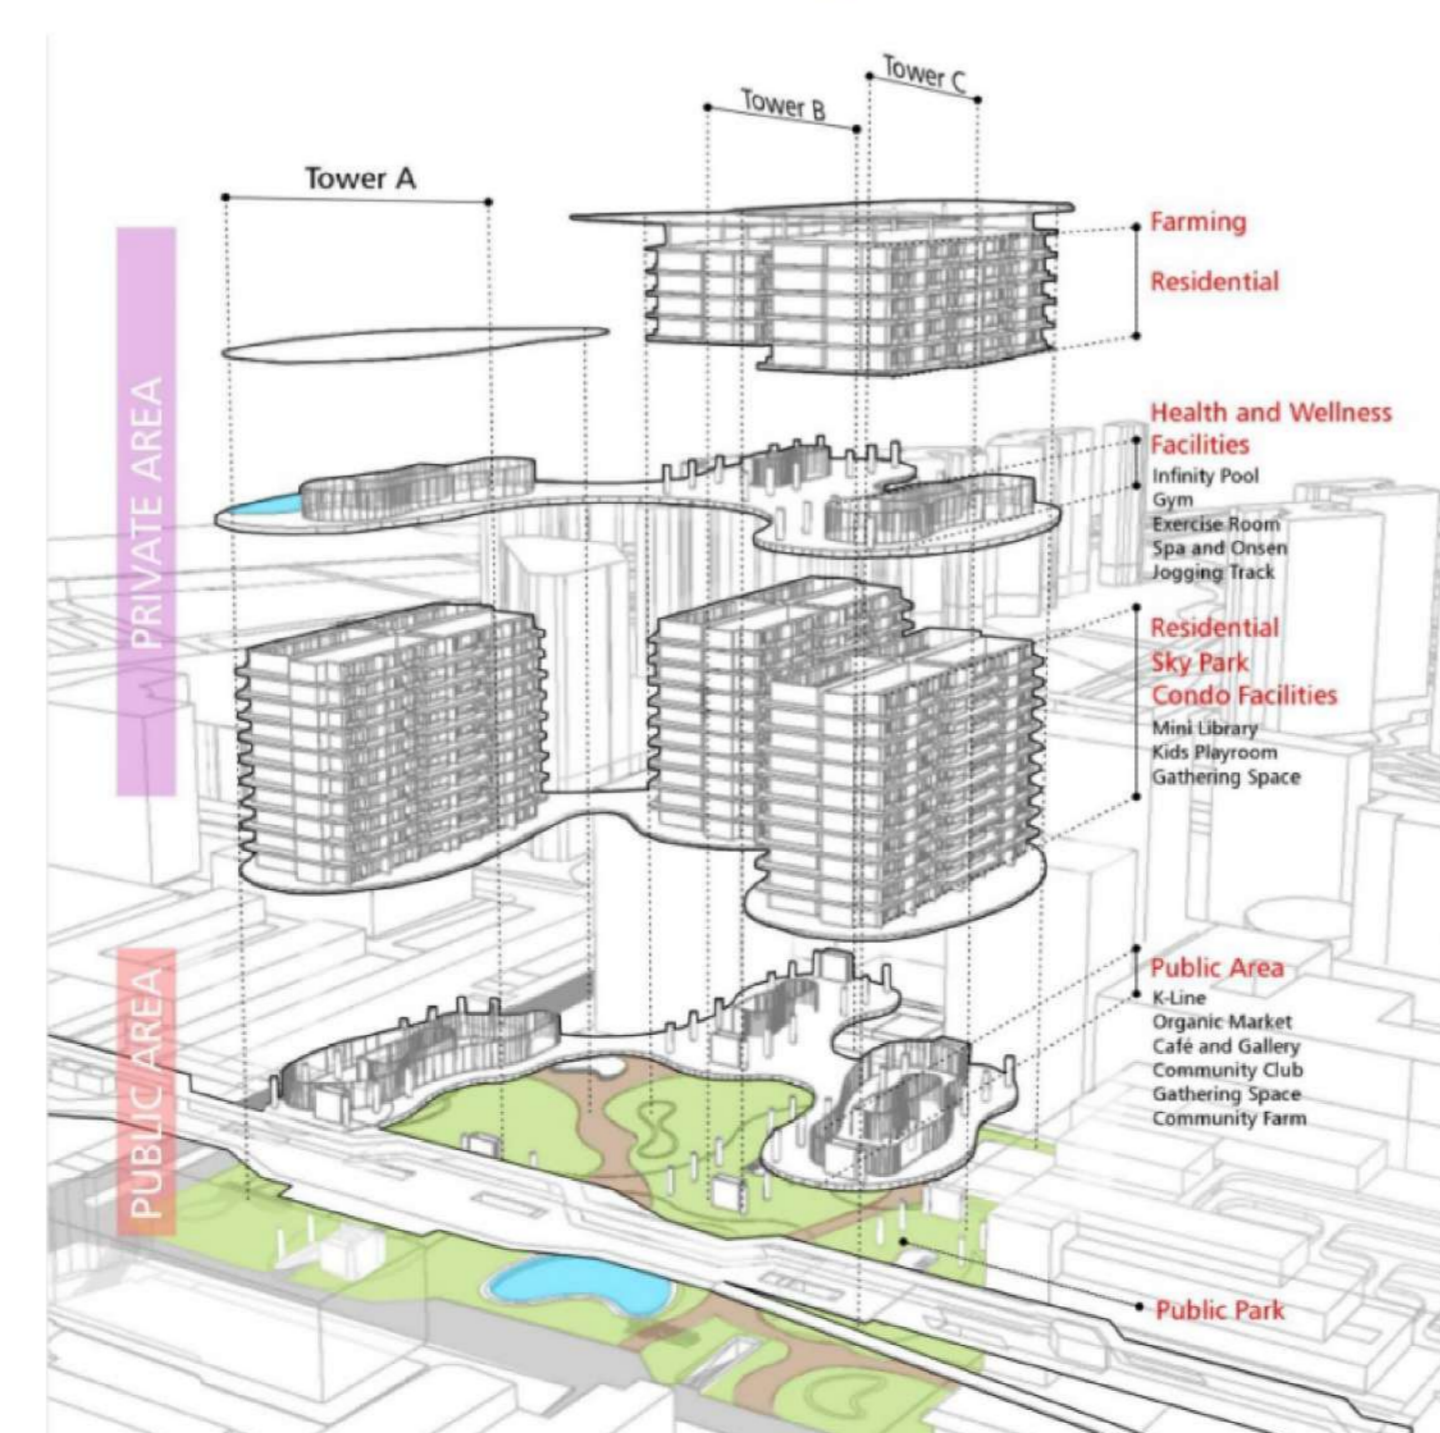 Tower C
Tower B
Tower A
PRIVATE AREA
Farming
Residential
Health and Wellness
Facilities
Infinity Pool
Gym
Exercise Room
Spa and Onsen
Jogging Track
Residential
Sky Park
Condo Facilities
Mini Library
Kids Playroom
Gathering Space
PUBLIC AREA
Public Area
K-Line
Organic Market
Café and Gallery
Community Club
Gathering Space
Community Farm
Public Park